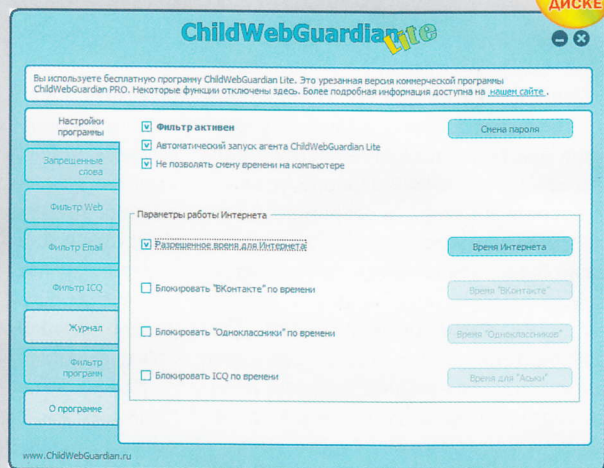 ДИСКЕ
ChildWebGuardian Lite
Вы используете бесплатную программу ChildWebGuardian Lite. Это урезанная версия коммерческой программы
ChildWebGuardian PRO. Некоторые функции отключены здесь. Более подробная информация доступна на нашем сайте.
Настройки
программы
Фильтр активен
Смена пароля
Автоматический запуск агента ChildWebGuardian Lite
Не позволять смену времени на компьютере
Запрещенные
слова
Фильтр Web
Параметры работы Интернета
Фильтр Email
Разрешенное время для Интернета
Время Интернета
Фильтр ICQ
Блокировать "ВКонтакте" по времени
Время "ВКонтакте"
Журнал
Блокировать "Одноклассники" по времени
Время "Одноклассников"
Фильтр
программ
Блокировать ICQ по времени
Время для "Аськи"
О программе
www.ChildWebGuardian.ru